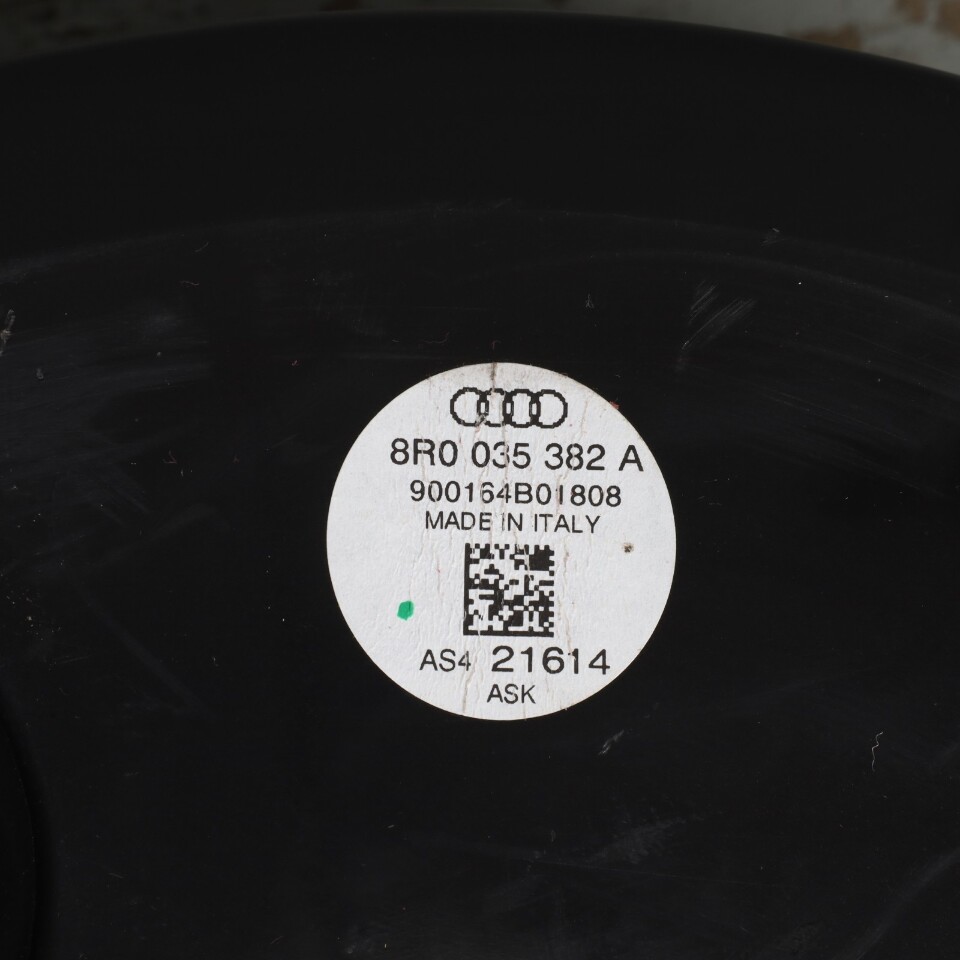 8R0 035 382 A
900164B01808
MADE IN ITALY
AS4 21614
ASK